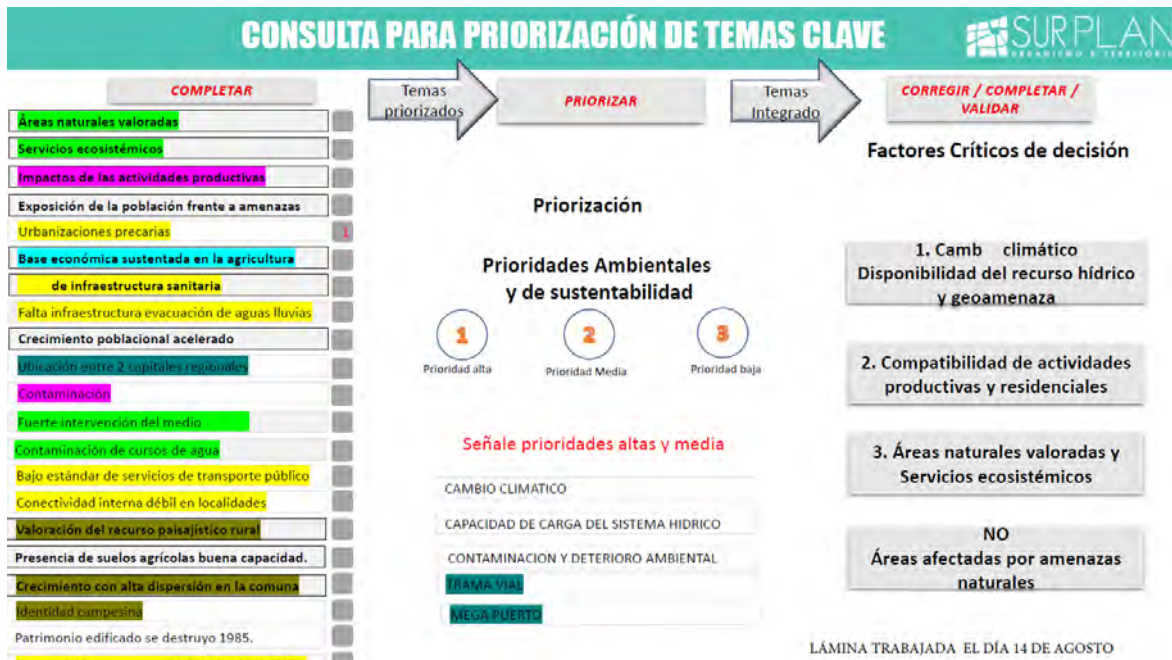 CONSULTA PARA PRIORIZACIÓN DE TEMAS CLAVE
SURPLAN
URBANISMO & TERRITORIO
COMPLETAR
Áreas naturales valoradas
Servicios ecosistémicos
Impactos de las actividades productivas
Exposición de la población frente a amenazas
Urbanizaciones precarias
1
Base económica sustentada en la agricultura
de infraestructura sanitaria
Falta infraestructura evacuación de aguas lluvias
Crecimiento poblacional acelerado
Ubicación entre 2 capitales regionales
Contaminación
Fuerte intervención del medio
Contaminación de cursos de agua
Bajo estándar de servicios de transporte público
Conectividad interna débil en localidades
Valoración del recurso paisajístico rural
Presencia de suelos agrícolas buena capacidad.
Crecimiento con alta dispersión en la comuna
Identidad campesina
Patrimonio edificado se destruyo 1985.
Temas
priorizados
PRIORIZAR
Priorización
Prioridades Ambientales
y de sustentabilidad
1
2
3
Prioridad alta
Prioridad Media
Prioridad baja
Señale prioridades altas y media
CAMBIO CLIMATICO
CAPACIDAD DE CARGA DEL SISTEMA HIDRICO
CONTAMINACION Y DETERIORO AMBIENTAL
TRAMA VIAL
MEGA PUERTO
Temas
Integrado
CORREGIR / COMPLETAR /
VALIDAR
Factores Críticos de decisión
1. Camb climático
Disponibilidad del recurso hídrico
y geoamenaza
2. Compatibilidad de actividades
productivas y residenciales
3. Áreas naturales valoradas y
Servicios ecosistémicos
NO
Áreas afectadas por amenazas
naturales
LÁMINA TRABAJADA EL DÍA 14 DE AGOSTO